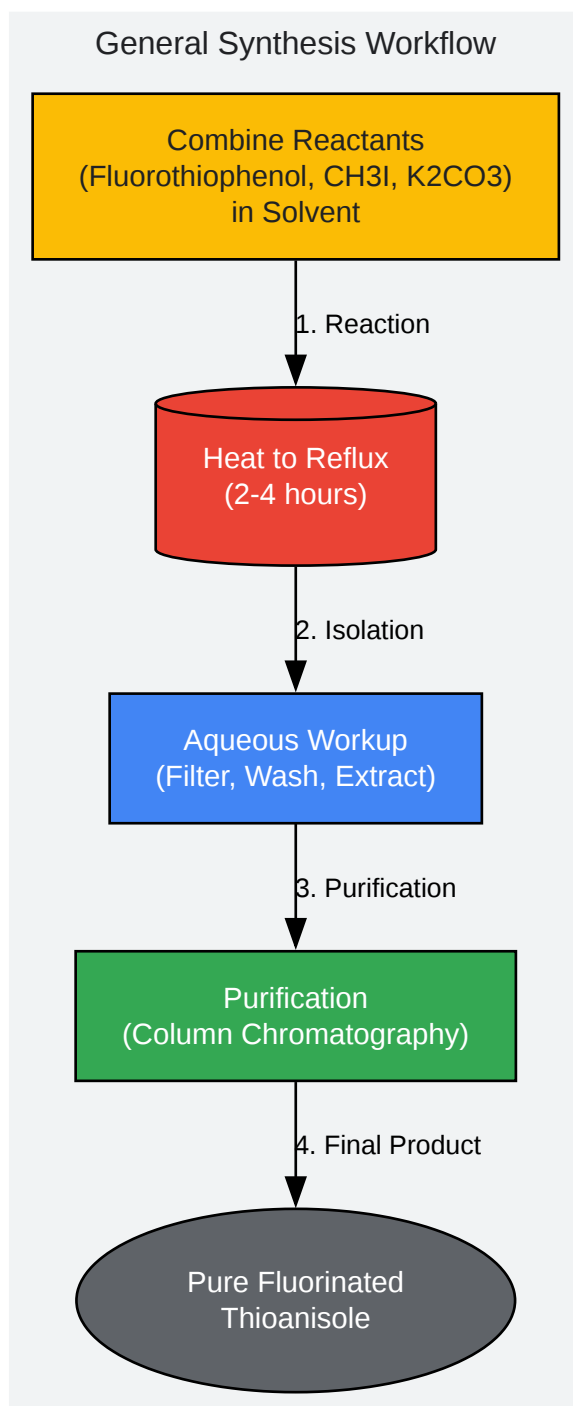 General Synthesis Workflow
Combine Reactants
(Fluorothiophenol, CH3I, K2CO3)
in Solvent
1. Reaction
Heat to Reflux
(2-4 hours)
2. Isolation
Aqueous Workup
(Filter, Wash, Extract)
3. Purification
Purification
(Column Chromatography)
4. Final Product
Pure Fluorinated
Thioanisole